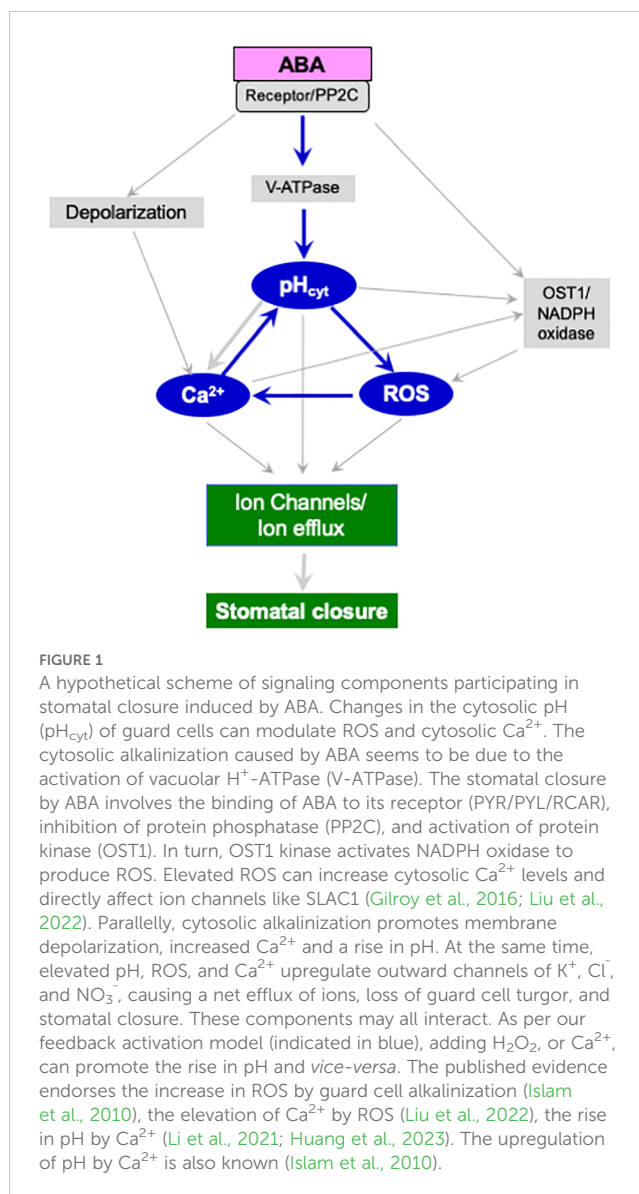 ABA
Receptor/PP2C
V-ATPase
Depolarization
pHcyt
OST1/
NADPH
oxidase
Ca²⁺
ROS
Ion Channels/
Ion efflux
Stomatal closure
FIGURE 1
A hypothetical scheme of signaling components participating in
stomatal closure induced by ABA. Changes in the cytosolic pH
(pHcyt) of guard cells can modulate ROS and cytosolic Ca²⁺. The
cytosolic alkalinization caused by ABA seems to be due to the
activation of vacuolar H⁺-ATPase (V-ATPase). The stomatal closure
by ABA involves the binding of ABA to its receptor (PYR/PYL/RCAR),
inhibition of protein phosphatase (PP2C), and activation of protein
kinase (OST1). In turn, OST1 kinase activates NADPH oxidase to
produce ROS. Elevated ROS can increase cytosolic Ca²⁺ levels and
directly affect ion channels like SLAC1 (Gilroy et al., 2016; Liu et al.,
2022). Parallelly, cytosolic alkalinization promotes membrane
depolarization, increased Ca²⁺ and a rise in pH. At the same time,
elevated pH, ROS, and Ca²⁺ upregulate outward channels of K⁺, Cl⁻,
and NO₃⁻, causing a net efflux of ions, loss of guard cell turgor, and
stomatal closure. These components may all interact. As per our
feedback activation model (indicated in blue), adding H₂O₂, or Ca²⁺,
can promote the rise in pH and vice-versa. The published evidence
endorses the increase in ROS by guard cell alkalinization (Islam
et al., 2010), the elevation of Ca²⁺ by ROS (Liu et al., 2022), the rise
in pH by Ca²⁺ (Li et al., 2021; Huang et al., 2023). The upregulation
of pH by Ca²⁺ is also known (Islam et al., 2010).